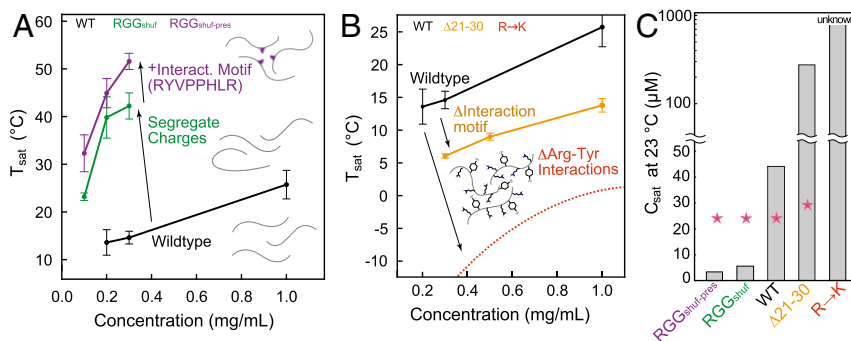 A
WT RGGshuf RGGshuf-pres
+Interact. Motif
(RYVPPHLR)
Segregate
Charges
Wildtype
Tsat (°C)
60
50
40
30
20
10
0.0 0.2 0.4 0.6 0.8 1.0
Concentration (mg/mL)
B
WT Δ21-30 R→K
Wildtype
ΔInteraction
motif
ΔArg-Tyr
Interactions
Tsat (°C)
30
25
20
15
10
5
0
-5
-10
0.2 0.4 0.6 0.8 1.0
Concentration (mg/mL)
C
unknown
Csat at 23 °C (µM)
1000
100
50
40
30
20
10
0
RGGshuf-pres
RGGshuf
WT
Δ21-30
R→K